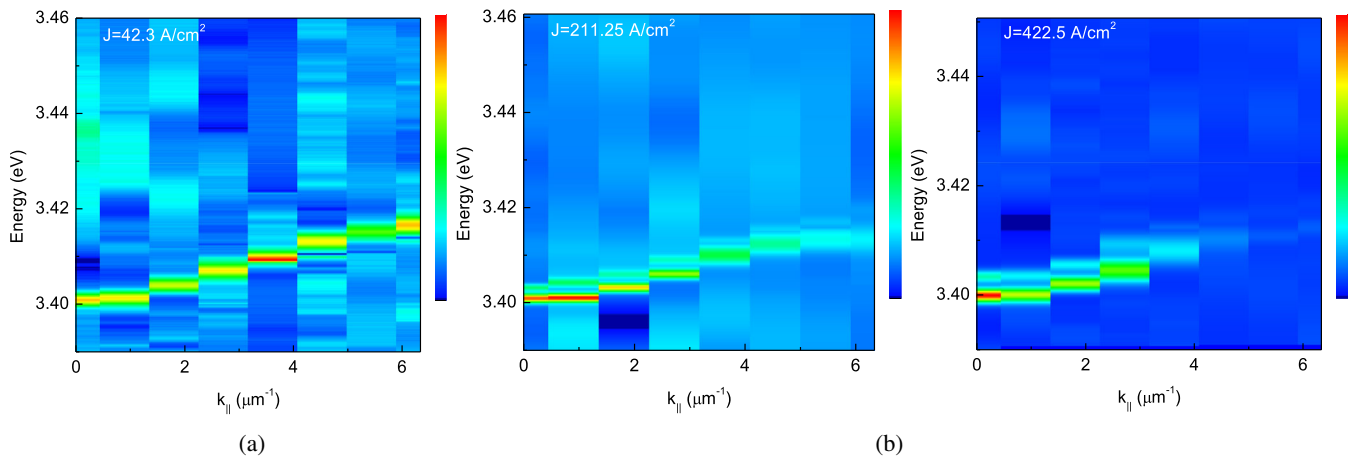 J=42.3 A/cm²
3.46
3.44
3.42
3.40
Energy (eV)
0 2 4 6
k|| (μm⁻¹)
(a)
J=211.25 A/cm²
3.46
3.44
3.42
3.40
Energy (eV)
0 2 4 6
k|| (μm⁻¹)
J=422.5 A/cm²
3.44
3.42
3.40
Energy (eV)
0 2 4 6
k|| (μm⁻¹)
(b)